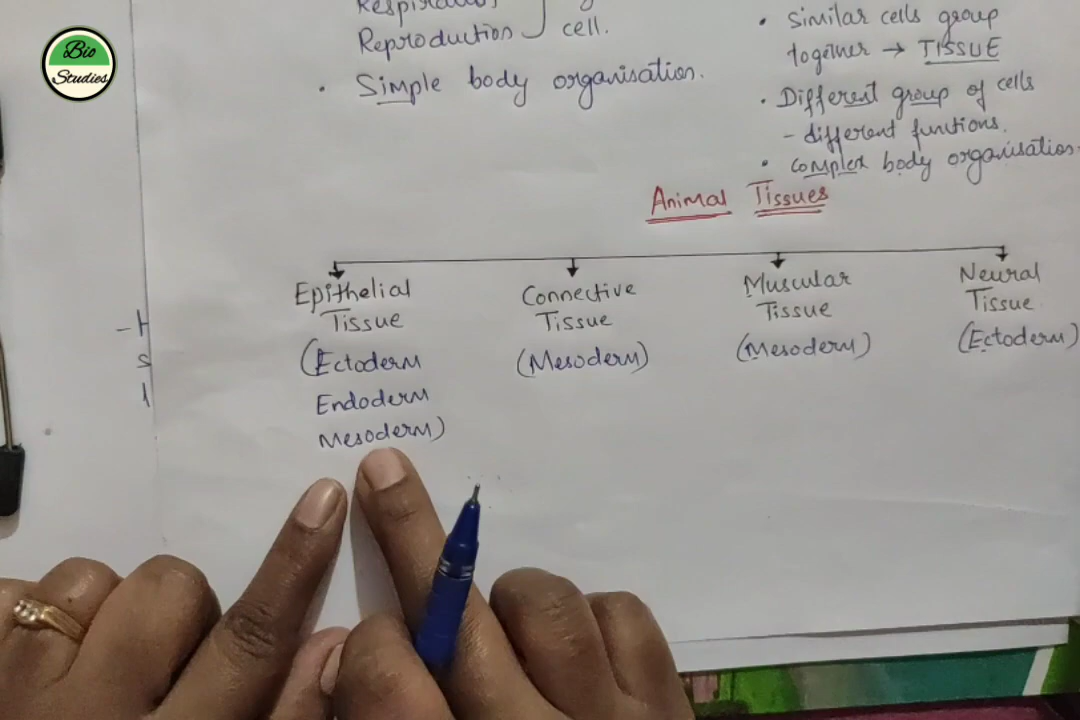 Bio
Studies
Reproduction
cell.
• Simple body organisation.
• Similar cells group
together → TISSUE
• Different group of cells
- different functions.
• complex body organisation.
Animal Tissues
Epithelial
Tissue
(Ectoderm
Endoderm
Mesoderm)
Connective
Tissue
(Mesoderm)
Muscular
Tissue
(Mesoderm)
Neural
Tissue
(Ectoderm)